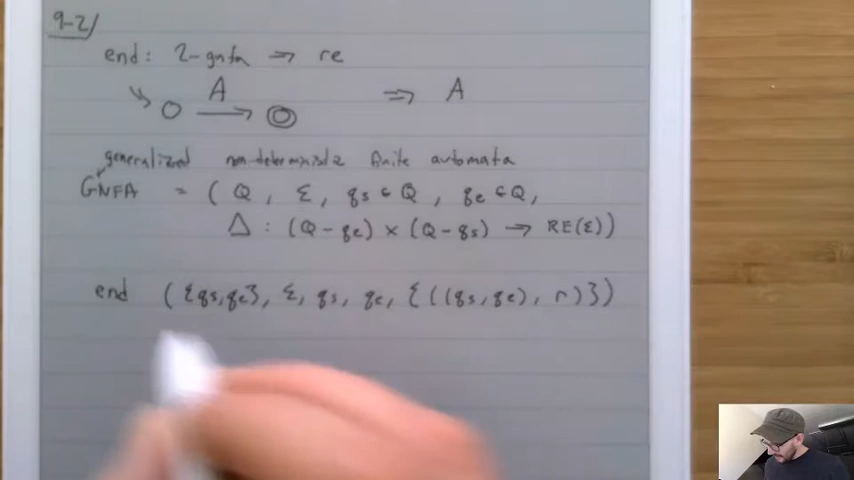 9-2/
end: 2-gnfa → re
A
⇒ A
generalized non-deterministic finite automata
GNFA = ( Q , Σ, qs ∈ Q , qe ∈ Q,
Δ : (Q-qe) × (Q-qs) → RE(Σ))
end ({qs,qe}, Σ, qs, qe, {((qs,qe), r)})